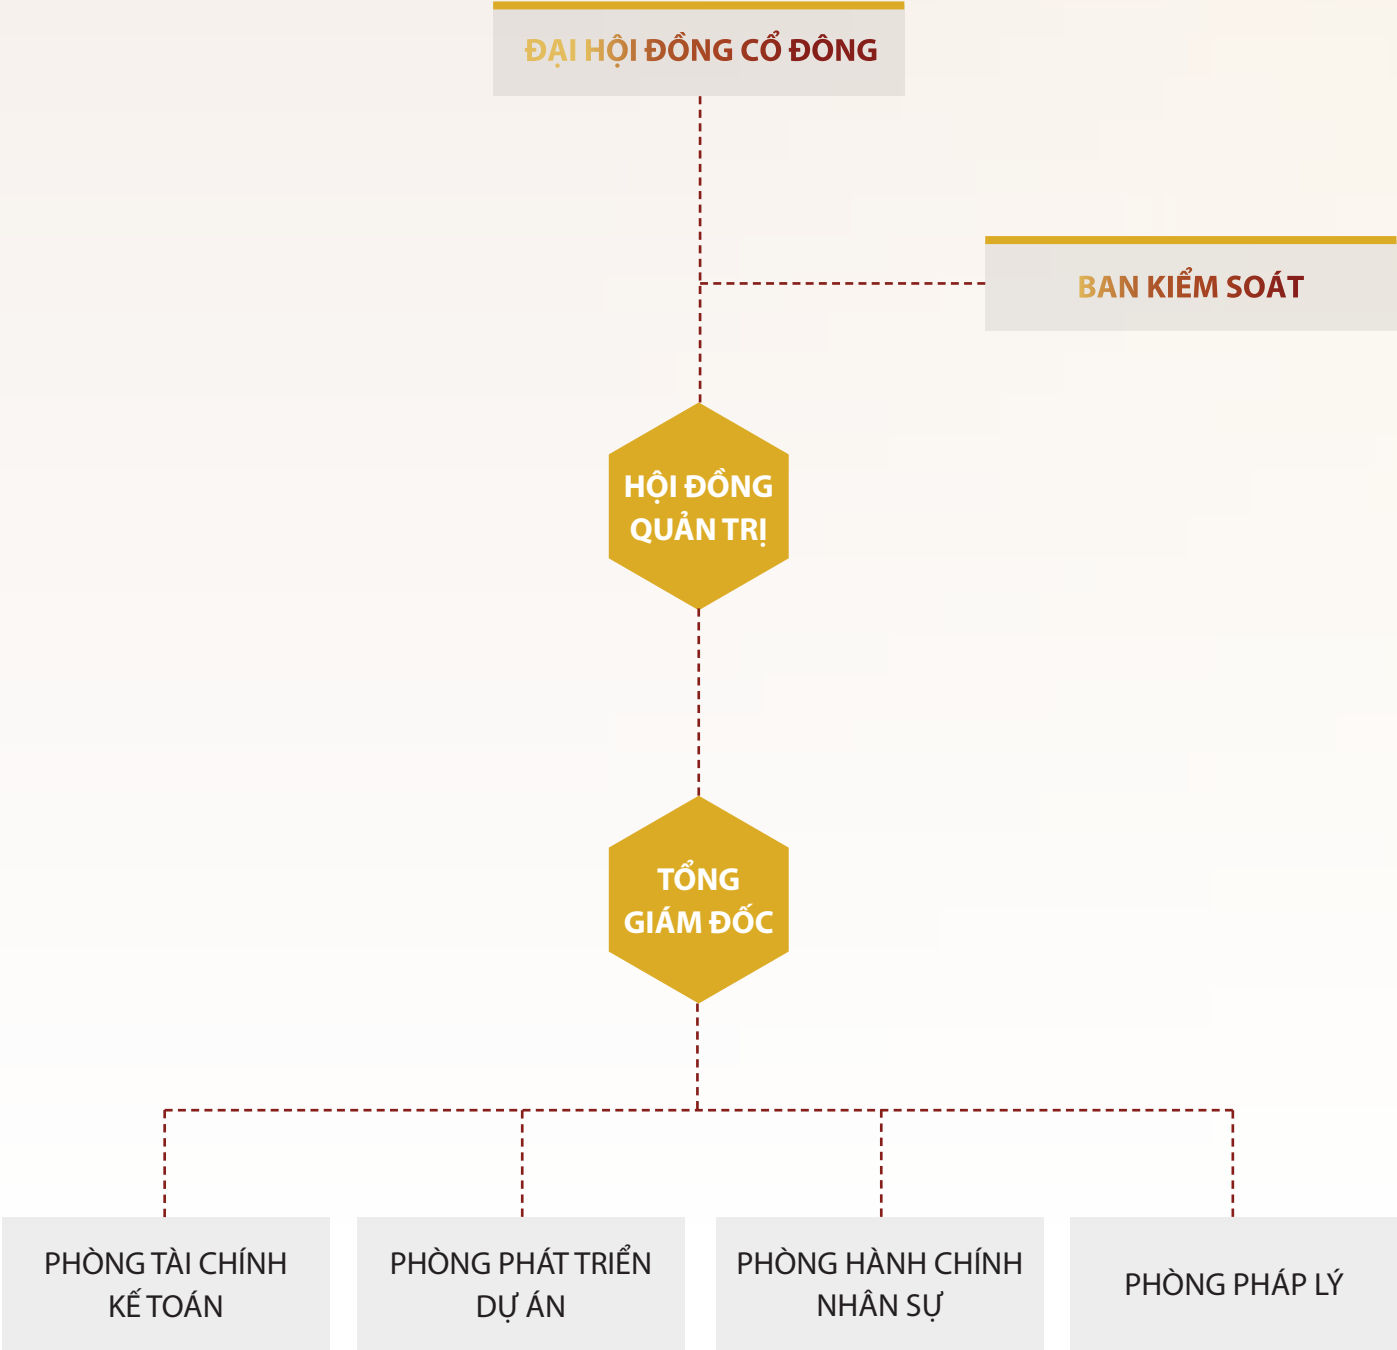 ĐẠI HỘI ĐỒNG CỔ ĐÔNG
BAN KIỂM SOÁT
HỘI ĐỒNG
QUẢN TRỊ
TỔNG
GIÁM ĐỐC
PHÒNG TÀI CHÍNH
KẾ TOÁN
PHÒNG PHÁT TRIỂN
DỰ ÁN
PHÒNG HÀNH CHÍNH
NHÂN SỰ
PHÒNG PHÁP LÝ